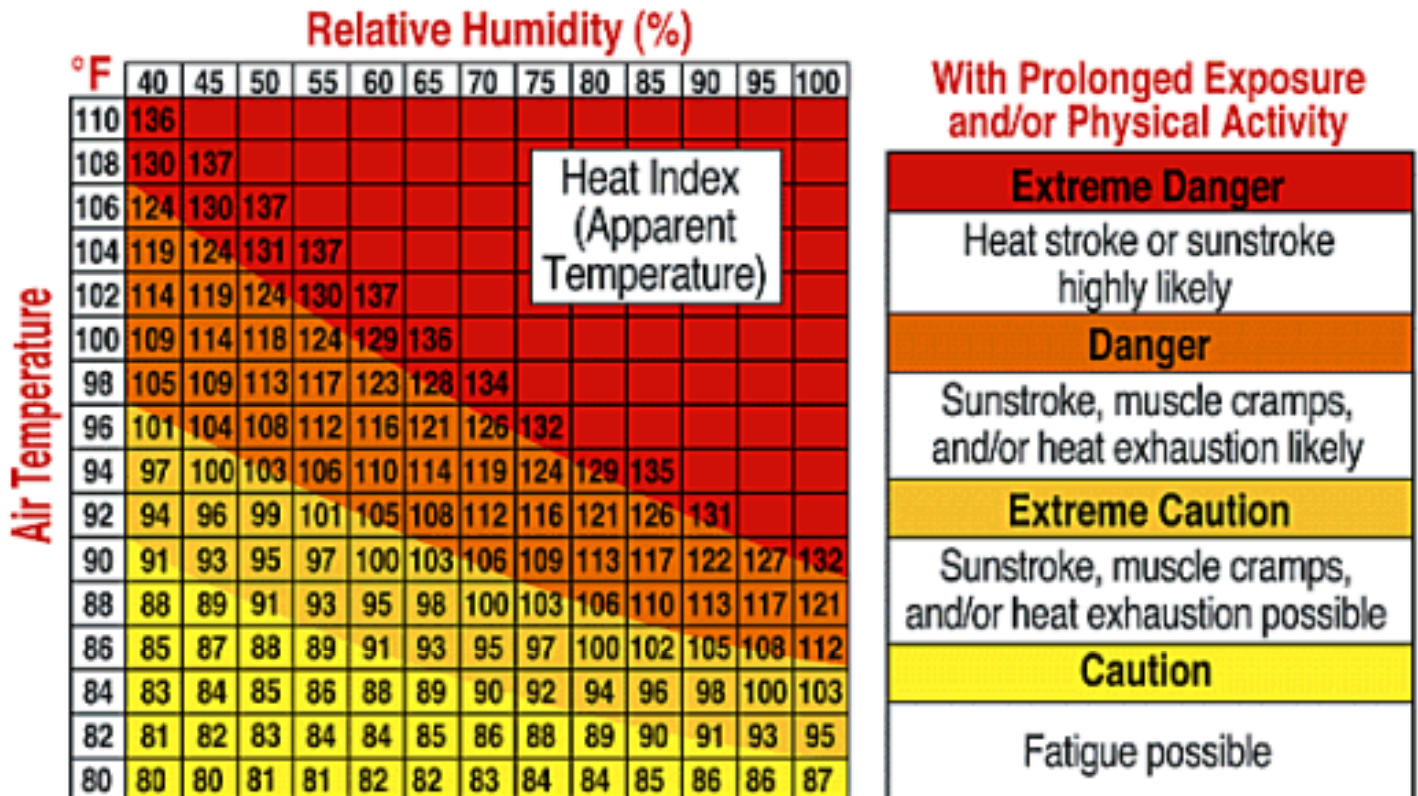 Relative Humidity (%)
°F 40 45 50 55 60 65 70 75 80 85 90 95 100
110 136
108 130 137
106 124 130 137
104 119 124 131 137
102 114 119 124 130 137
100 109 114 118 124 129 136
98 105 109 113 117 123 128 134
96 101 104 108 112 116 121 126 132
94 97 100 103 106 110 114 119 124 129 135
92 94 96 99 101 105 108 112 116 121 126 131
90 91 93 95 97 100 103 106 109 113 117 122 127 132
88 88 89 91 93 95 98 100 103 106 110 113 117 121
86 85 87 88 89 91 93 95 97 100 102 105 108 112
84 83 84 85 86 88 89 90 92 94 96 98 100 103
82 81 82 83 84 84 85 86 88 89 90 91 93 95
80 80 80 81 81 82 82 83 84 84 85 86 86 87
Air Temperature
Heat Index
(Apparent
Temperature)
With Prolonged Exposure
and/or Physical Activity
Extreme Danger
Heat stroke or sunstroke
highly likely
Danger
Sunstroke, muscle cramps,
and/or heat exhaustion likely
Extreme Caution
Sunstroke, muscle cramps,
and/or heat exhaustion possible
Caution
Fatigue possible